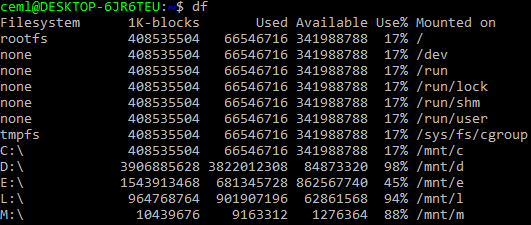 ceml@DESKTOP-6JR6TEU:~$ df
Filesystem 1K-blocks Used Available Use% Mounted on
rootfs 408535504 66546716 341988788 17% /
none 408535504 66546716 341988788 17% /dev
none 408535504 66546716 341988788 17% /run
none 408535504 66546716 341988788 17% /run/lock
none 408535504 66546716 341988788 17% /run/shm
none 408535504 66546716 341988788 17% /run/user
tmpfs 408535504 66546716 341988788 17% /sys/fs/cgroup
C:\ 408535504 66546716 341988788 17% /mnt/c
D:\ 3906885628 3822012308 84873320 98% /mnt/d
E:\ 1543913468 681345728 862567740 45% /mnt/e
L:\ 964768764 901907196 62861568 94% /mnt/l
M:\ 10439676 9163312 1276364 88% /mnt/m